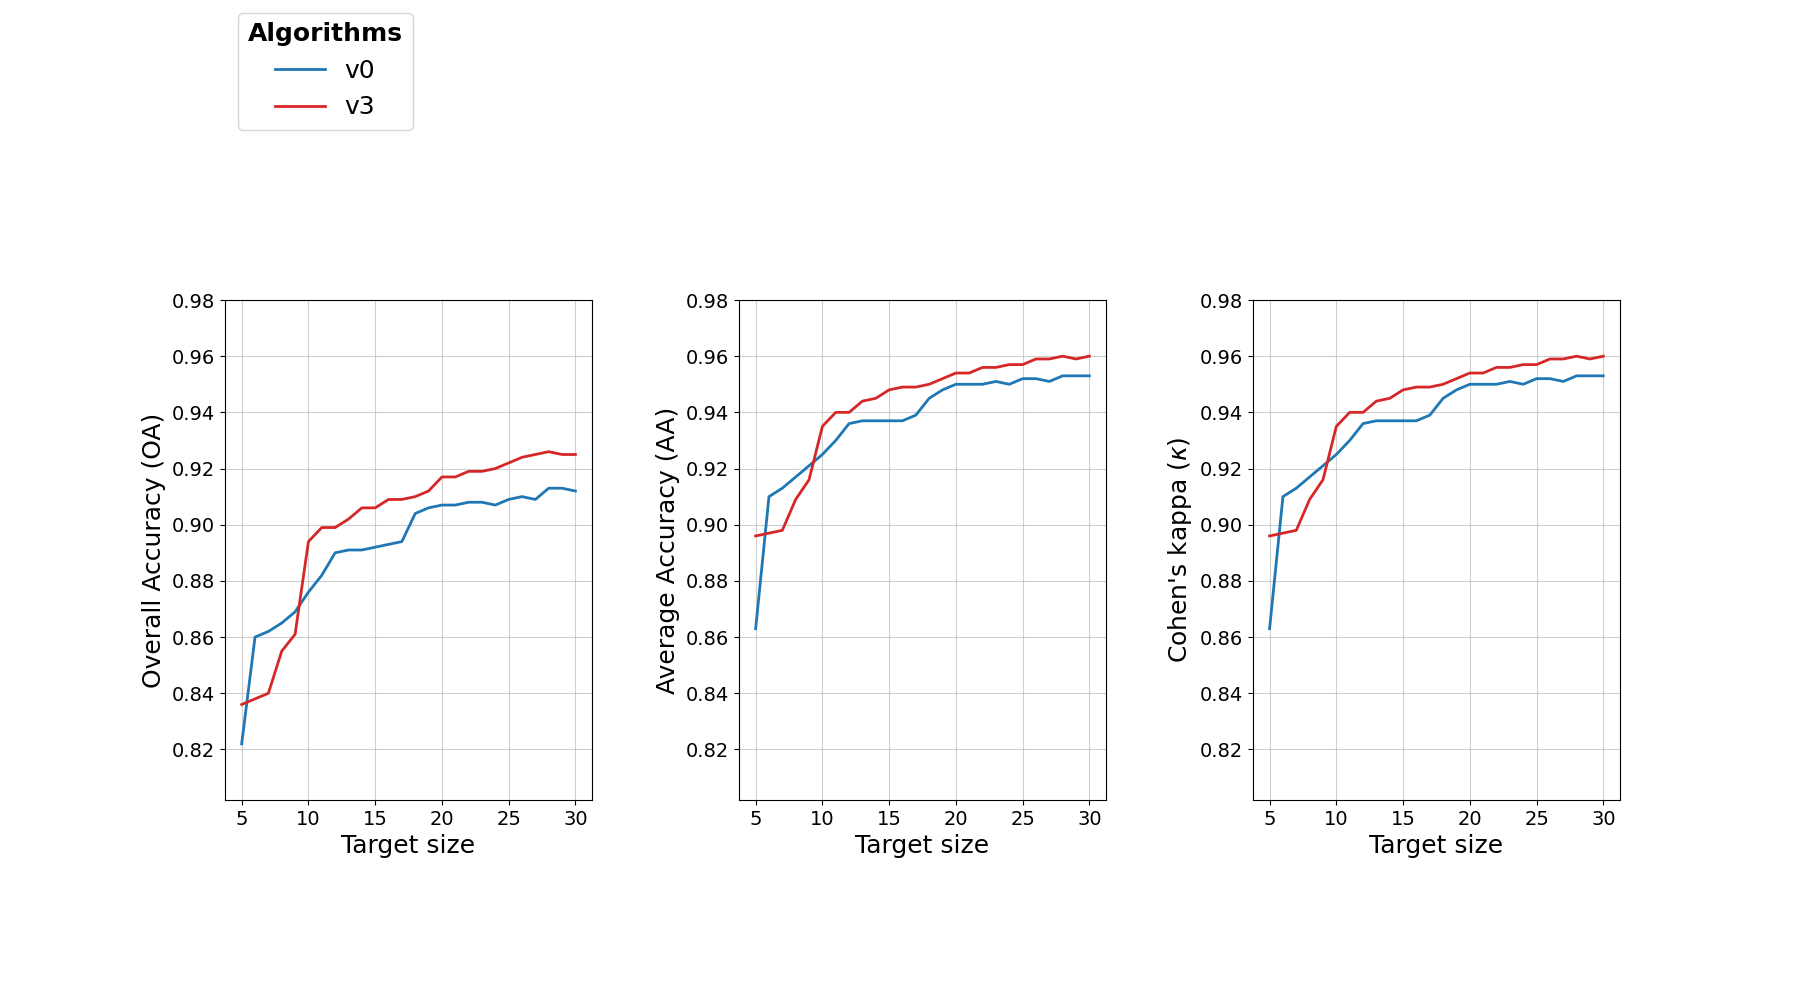 Algorithms
v0
v3
Overall Accuracy (OA)
0.98
0.96
0.94
0.92
0.90
0.88
0.86
0.84
0.82
5 10 15 20 25 30
Target size
Average Accuracy (AA)
0.98
0.96
0.94
0.92
0.90
0.88
0.86
0.84
0.82
5 10 15 20 25 30
Target size
Cohen's kappa (κ)
0.98
0.96
0.94
0.92
0.90
0.88
0.86
0.84
0.82
5 10 15 20 25 30
Target size